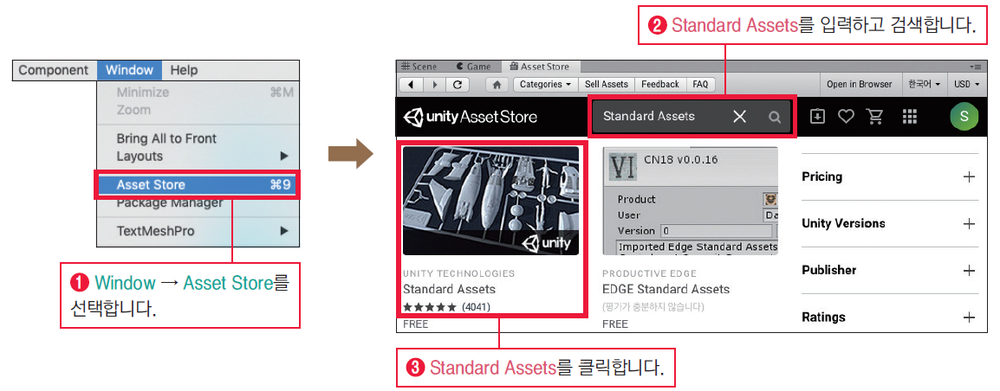 ❷ Standard Assets를 입력하고 검색합니다.
Component Window Help
Minimize ⌘M
Zoom
Bring All to Front
Layouts ▶
Asset Store ⌘9
Package Manager
TextMeshPro ▶
❶ Window → Asset Store를
선택합니다.
Scene Game Asset Store
Categories Sell Assets Feedback FAQ Open in Browser 한국어 USD
unity Asset Store Standard Assets S
unity
UNITY TECHNOLOGIES
Standard Assets
★★★★★ (4041)
FREE
VI CN18 v0.0.16
Product
User Da
Version 0
Imported Edge Standard Assets
PRODUCTIVE EDGE
EDGE Standard Assets
(평가가 충분하지 않습니다)
FREE
Pricing +
Unity Versions +
Publisher +
Ratings +
❸ Standard Assets를 클릭합니다.